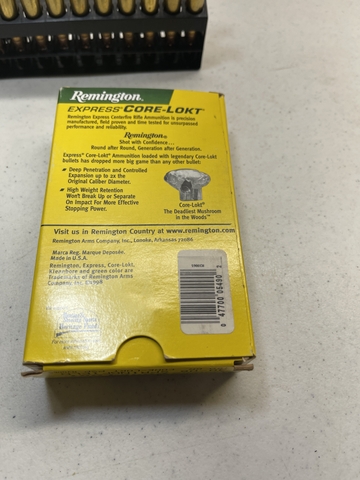 Remington.
EXPRESS® CORE-LOKT®
Remington Express Centerfire Rifle Ammunition is precision
manufactured, field proven and time tested for unsurpassed
performance and reliability.
Remington®
Shot with Confidence...
Round after Round, Generation after Generation.
Express® Core-Lokt® Ammunition loaded with legendary Core-Lokt
bullets has dropped more big game than any other bullet:
Deep Penetration and Controlled
Expansion up to 2x the
Original Caliber Diameter.
High Weight Retention
Won't Break Up or Separate
On Impact For More Effective
Stopping Power.
Core-Lokt®
The Deadliest Mushroom
in the Woods™
Visit us in Remington Country at www.remington.com
Remington Arms Company, Inc., Lonoke, Arkansas 72086
Marca Reg. Marque Deposée.
Made in U.S.A.
Remington, Express, Core-Lokt,
Kleanbore and green color are
Trademarks of Remington Arms
Company, Inc.
0 47700 06490 2